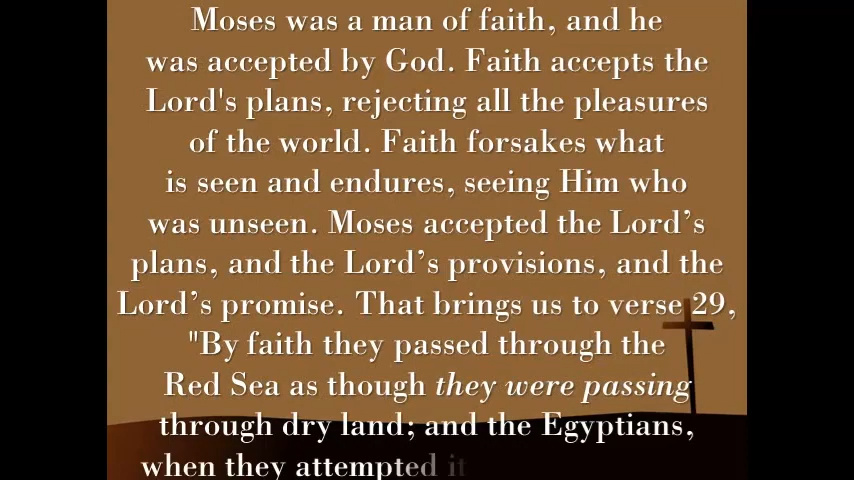 Moses was a man of faith, and he
was accepted by God. Faith accepts the
Lord's plans, rejecting all the pleasures
of the world. Faith forsakes what
is seen and endures, seeing Him who
was unseen. Moses accepted the Lord’s
plans, and the Lord’s provisions, and the
Lord’s promise. That brings us to verse 29,
"By faith they passed through the
Red Sea as though they were passing
through dry land; and the Egyptians,
when they attempted it